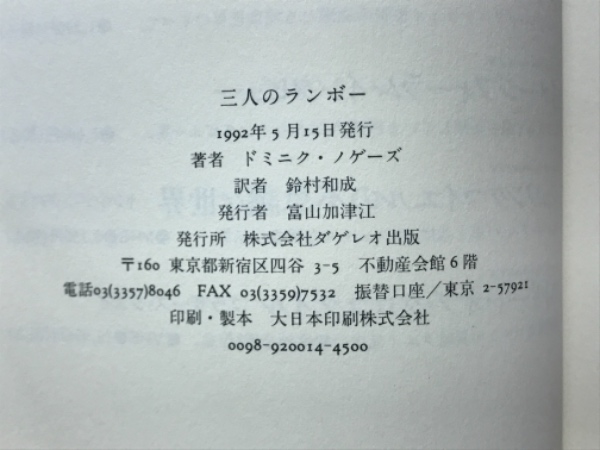 三人のランボー
1992年5月15日発行
著者 ドミニク・ノゲーズ
訳者 鈴村和成
発行者 富山加津江
発行所 株式会社ダゲレオ出版
〒160 東京都新宿区四谷 3-5 不動産会館6階
電話03(3357)8046 FAX 03(3359)7532 振替口座／東京 2-57921
印刷・製本 大日本印刷株式会社
0098-920014-4500